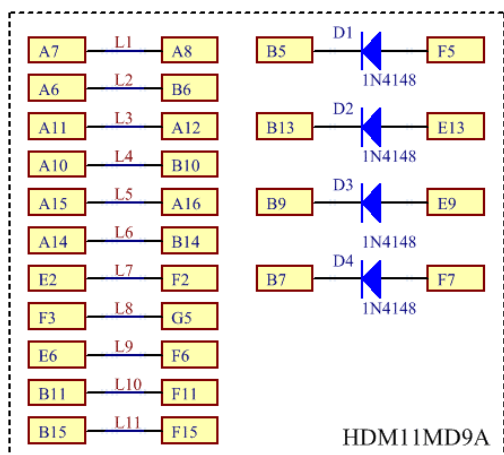 A7 L1 A8
A6 L2 B6
A11 L3 A12
A10 L4 B10
A15 L5 A16
A14 L6 B14
E2 L7 F2
F3 L8 G5
E6 L9 F6
B11 L10 F11
B15 L11 F15
D1
B5 F5
1N4148
D2
B13 E13
1N4148
D3
B9 E9
1N4148
D4
B7 F7
1N4148
HDM11MD9A